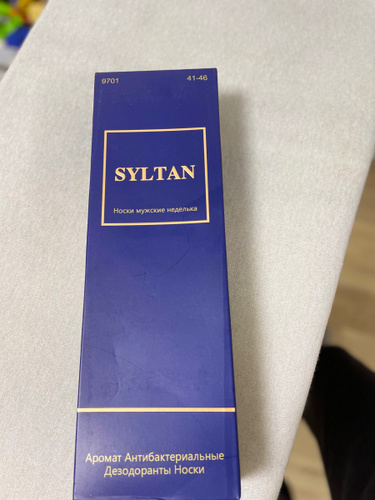 9701 41-46
SYLTAN
Носки мужские неделька
Аромат Антибактериальные
Дезодоранты Носки